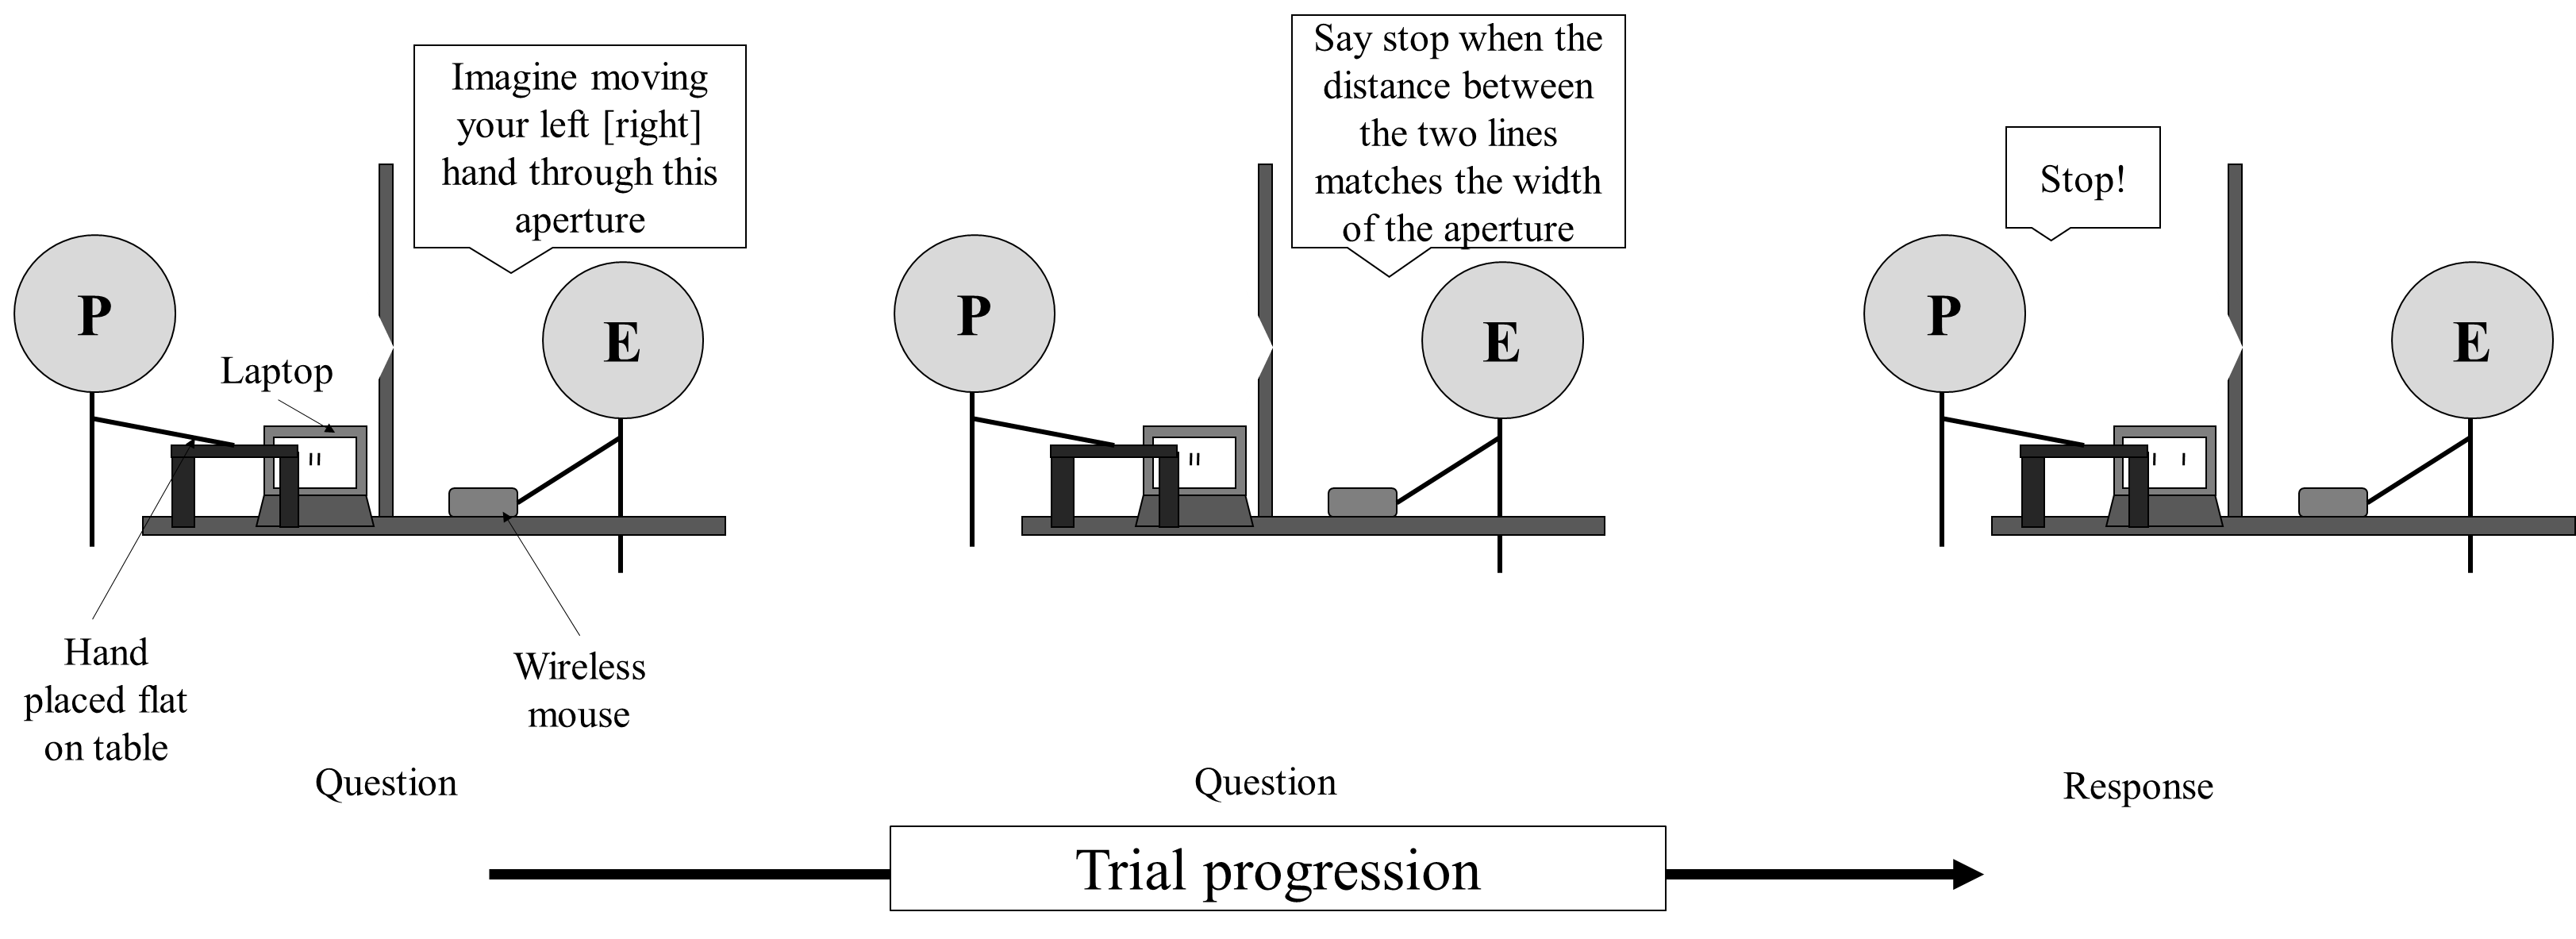 Imagine moving
your left [right]
hand through this
aperture
P
E
Laptop
"
Hand
placed flat
on table
Wireless
mouse
Question
Say stop when the
distance between
the two lines
matches the width
of the aperture
P
E
"
Question
Stop!
P
E
' '
Response
Trial progression